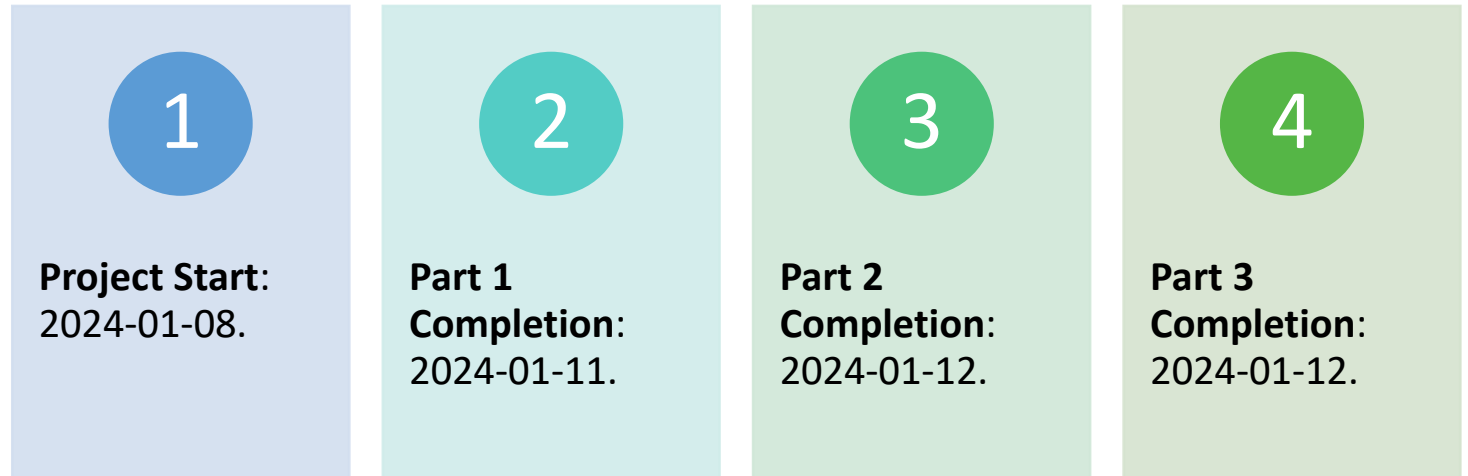 1
Project Start:
2024-01-08.
2
Part 1
Completion:
2024-01-11.
3
Part 2
Completion:
2024-01-12.
4
Part 3
Completion:
2024-01-12.